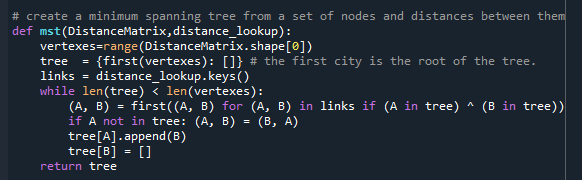 # create a minimum spanning tree from a set of nodes and distances between them
def mst(DistanceMatrix,distance_lookup):
    vertexes=range(DistanceMatrix.shape[0])
    tree  = {first(vertexes): []} # the first city is the root of the tree.
    links = distance_lookup.keys()
    while len(tree) < len(vertexes):
        (A, B) = first((A, B) for (A, B) in links if (A in tree) ^ (B in tree))
        if A not in tree: (A, B) = (B, A)
        tree[A].append(B)
        tree[B] = []
    return tree